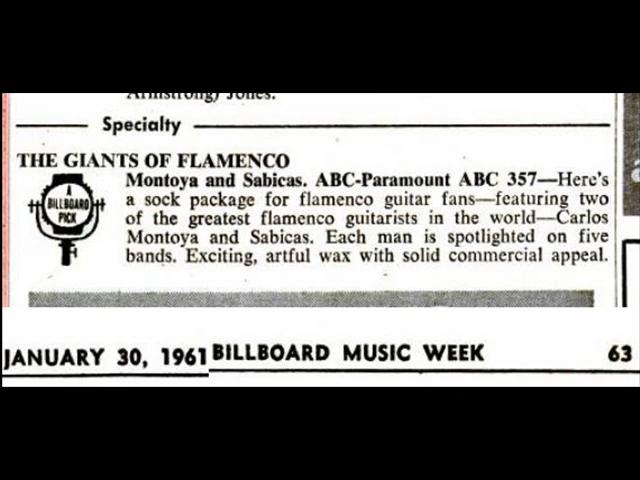 Armstrong) Jones.
Specialty
THE GIANTS OF FLAMENCO
A
BILLBOARD
PICK
Montoya and Sabicas. ABC-Paramount ABC 357—Here's
a sock package for flamenco guitar fans—featuring two
of the greatest flamenco guitarists in the world—Carlos
Montoya and Sabicas. Each man is spotlighted on five
bands. Exciting, artful wax with solid commercial appeal.
JANUARY 30, 1961 BILLBOARD MUSIC WEEK 63